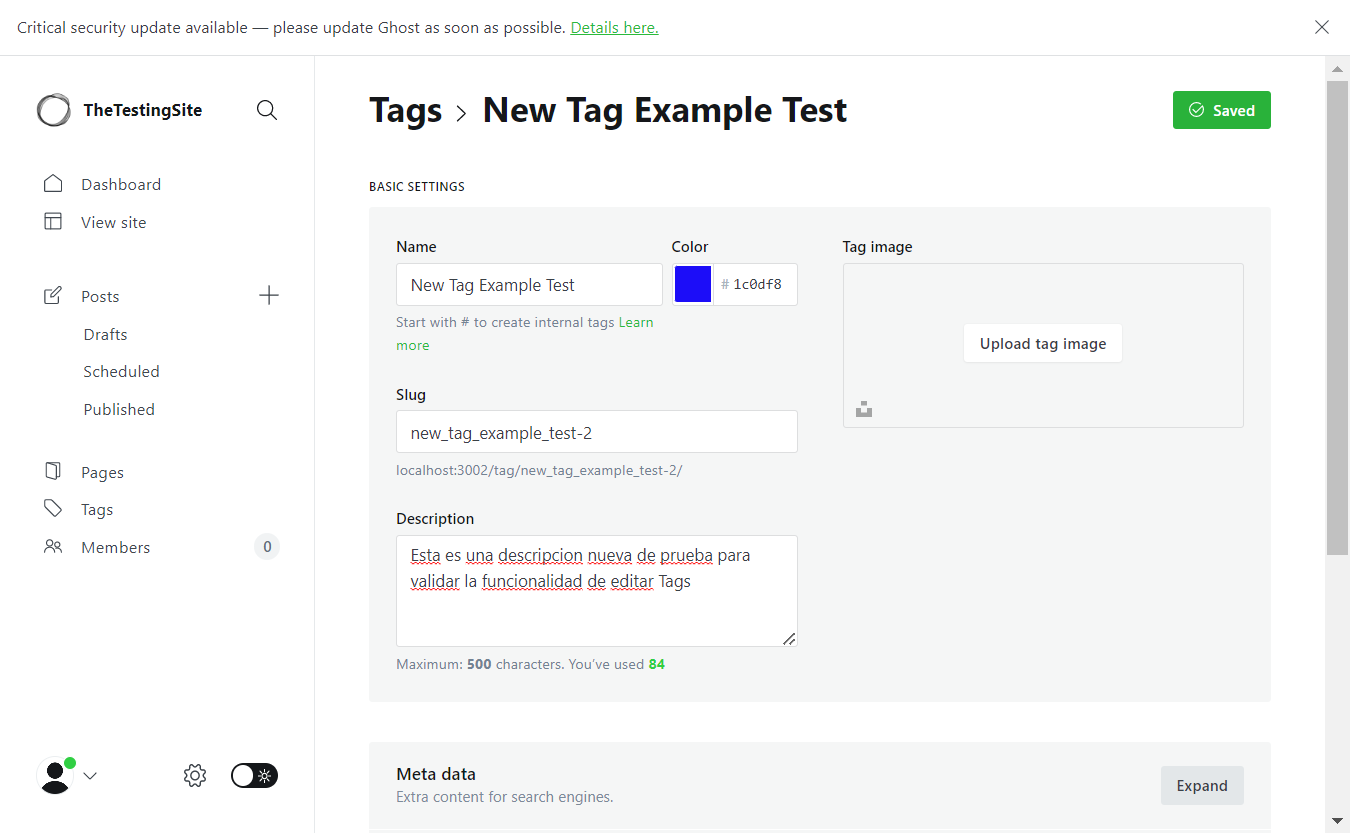 Critical security update available — please update Ghost as soon as possible. Details here.
TheTestingSite
Dashboard
View site
Posts
Drafts
Scheduled
Published
Pages
Tags
Members 0
Tags > New Tag Example Test
Saved
BASIC SETTINGS
Name
New Tag Example Test
Start with # to create internal tags Learn
more
Color
# 1c0df8
Slug
new_tag_example_test-2
localhost:3002/tag/new_tag_example_test-2/
Description
Esta es una descripcion nueva de prueba para
validar la funcionalidad de editar Tags
Maximum: 500 characters. You’ve used 84
Tag image
Upload tag image
Meta data
Extra content for search engines.
Expand